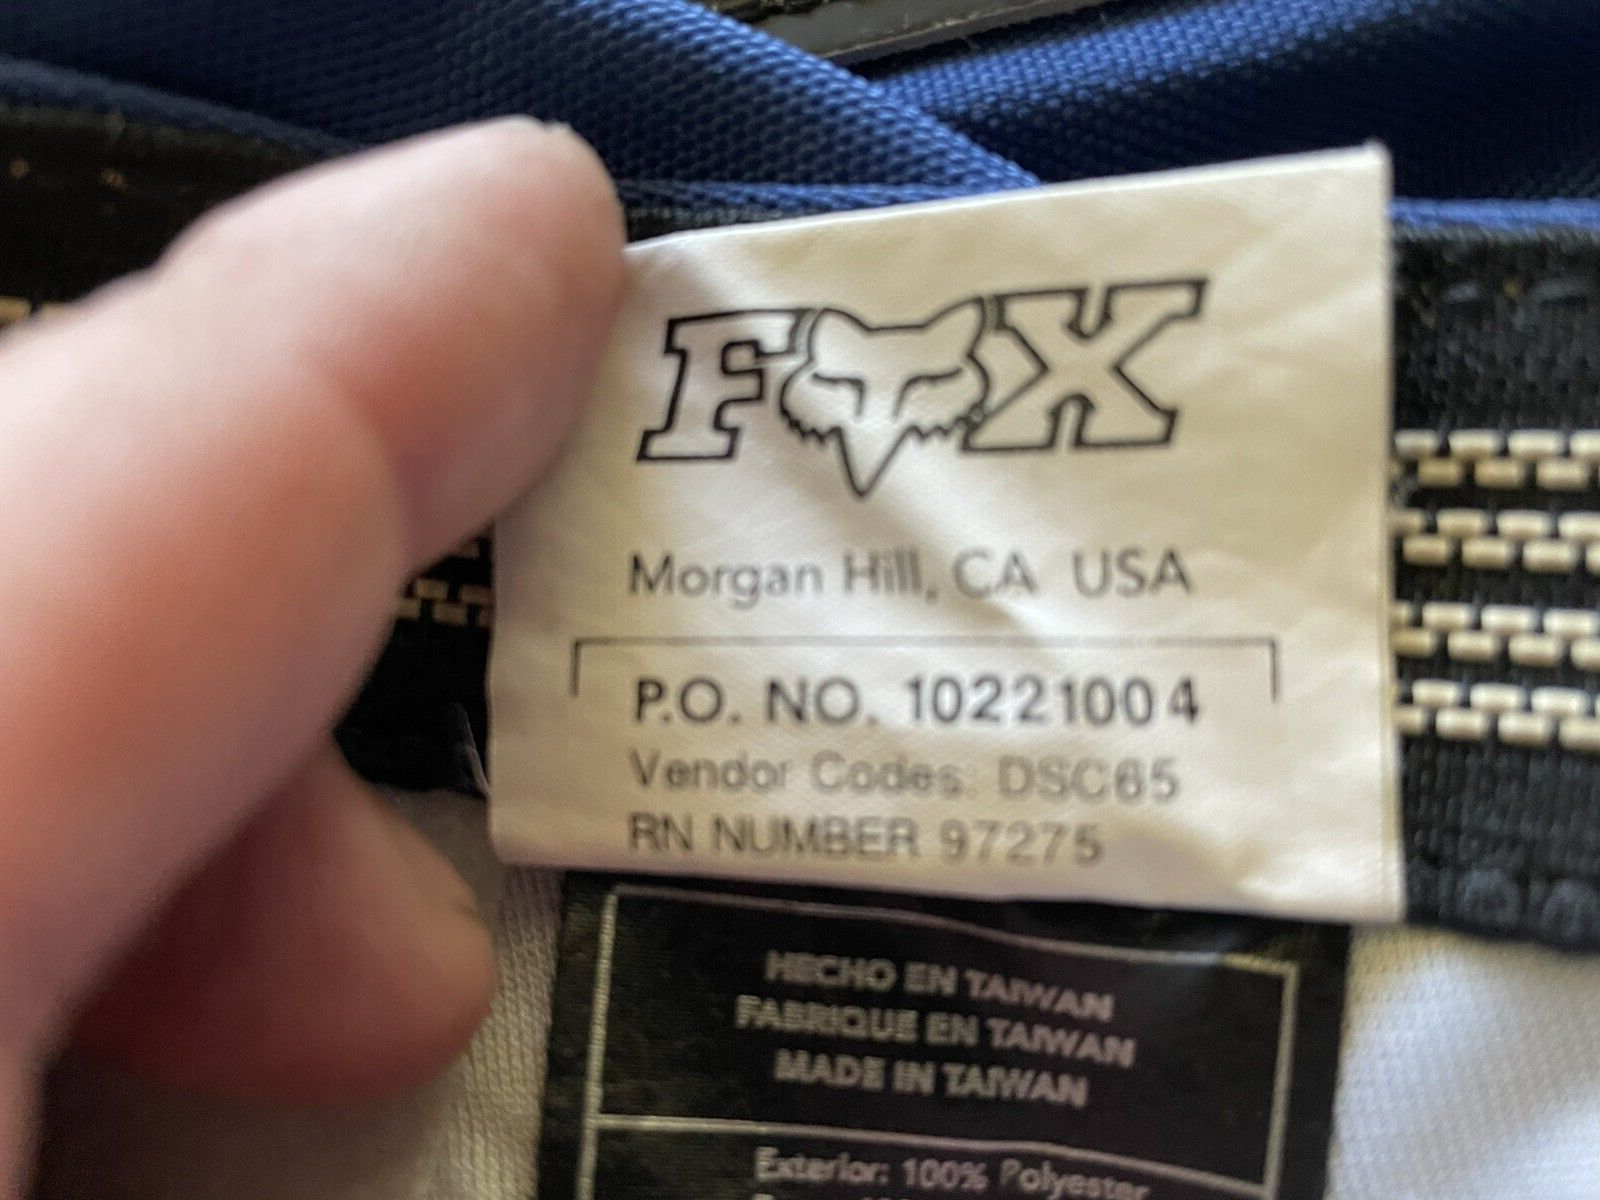 FOX
Morgan Hill, CA USA
P.O. NO. 10221004
Vendor Codes: DSC65
RN NUMBER 97275
HECHO EN TAIWAN
FABRIQUE EN TAIWAN
MADE IN TAIWAN
Exterior: 100% Polyester